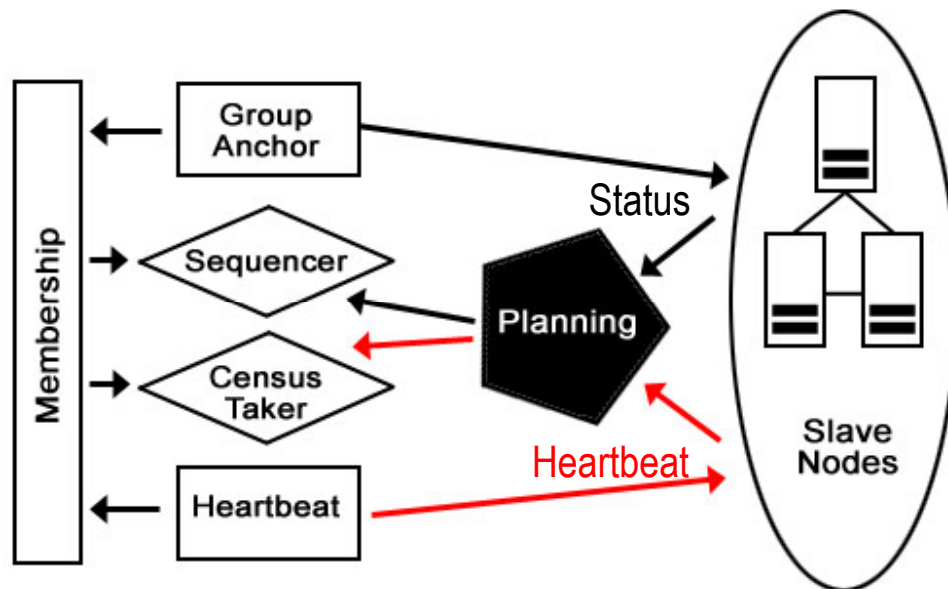 Membership
Group
Anchor
Sequencer
Census
Taker
Heartbeat
Planning
Status
Heartbeat
Slave
Nodes